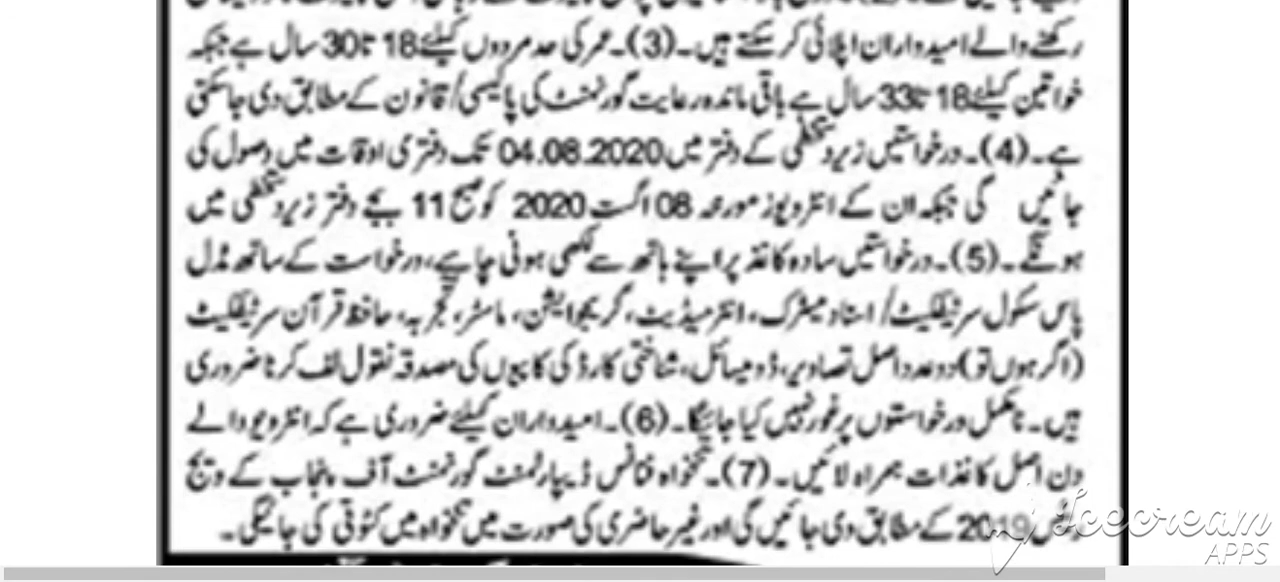 رکھنے والے امیدواران اپلائی کرسکتے ہیں۔(3)۔عمر کی حد مردوں کیلئے 18 تا 30 سال ہے جبکہ
خواتین کیلئے 18 تا 33 سال ہے باقی ماندہ رعایت گورنمنٹ کی پالیسی/قانون کے مطابق دی جاسکتی
ہے۔(4)۔درخواستیں زیر دستخطی کے دفتر میں 04.08.2020 تک دفتری اوقات میں وصول کی
جائیں گی جبکہ ان کے انٹرویوز مورخہ 08 اگست 2020 کو صبح 11 بجے دفتر زیر دستخطی میں
ہونگے۔(5)۔درخواستیں سادہ کاغذ پر اپنے ہاتھ سے لکھی ہونی چاہیے،درخواست کے ساتھ مڈل
پاس سکول سرٹیفکیٹ/اسناد میٹرک،انٹرمیڈیٹ،گریجوایشن،ماسٹر،تجربہ،حافظ قرآن سرٹیفکیٹ
(اگر ہوں تو)دو عدد اصل تصاویر،ڈومیسائل،شناختی کارڈ کی کاپیوں کی مصدقہ نقول لف کرنا ضروری
ہیں۔نامکمل درخواستوں پر غور نہیں کیا جائیگا۔(6)۔امیدواران کیلئے ضروری ہے کہ انٹرویو والے
دن اصل کاغذات ہمراہ لائیں۔(7)۔تنخواہ فنانس ڈیپارٹمنٹ گورنمنٹ آف پنجاب کے ویج
ریٹس 2019 کے مطابق دی جائیں گی اور غیر حاضری کی صورت میں تنخواہ میں کٹوتی کی جائیگی۔
Icecream
APPS